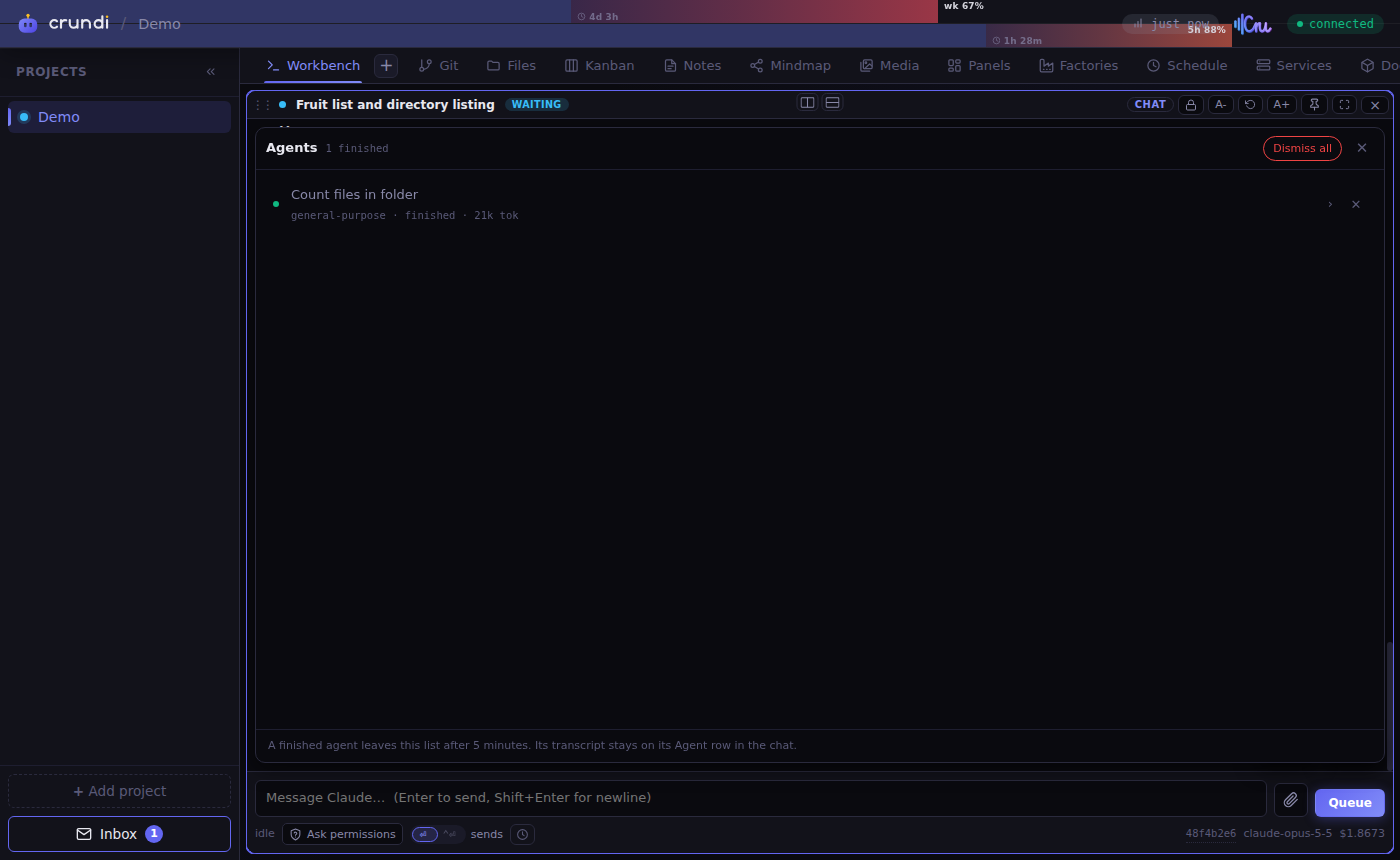 crundi / Demo
4d 3h
wk 67%
1h 28m
just now
5h 88%
Cru
connected
PROJECTS
Demo
+ Add project
Inbox 1
Workbench + Git Files Kanban Notes Mindmap Media Panels Factories Schedule Services Do
Fruit list and directory listing WAITING
CHAT A- A+
Agents 1 finished
Dismiss all
Count files in folder
general-purpose · finished · 21k tok
A finished agent leaves this list after 5 minutes. Its transcript stays on its Agent row in the chat.
Message Claude… (Enter to send, Shift+Enter for newline)
Queue
idle Ask permissions sends
48f4b2e6 claude-opus-5-5 $1.8673